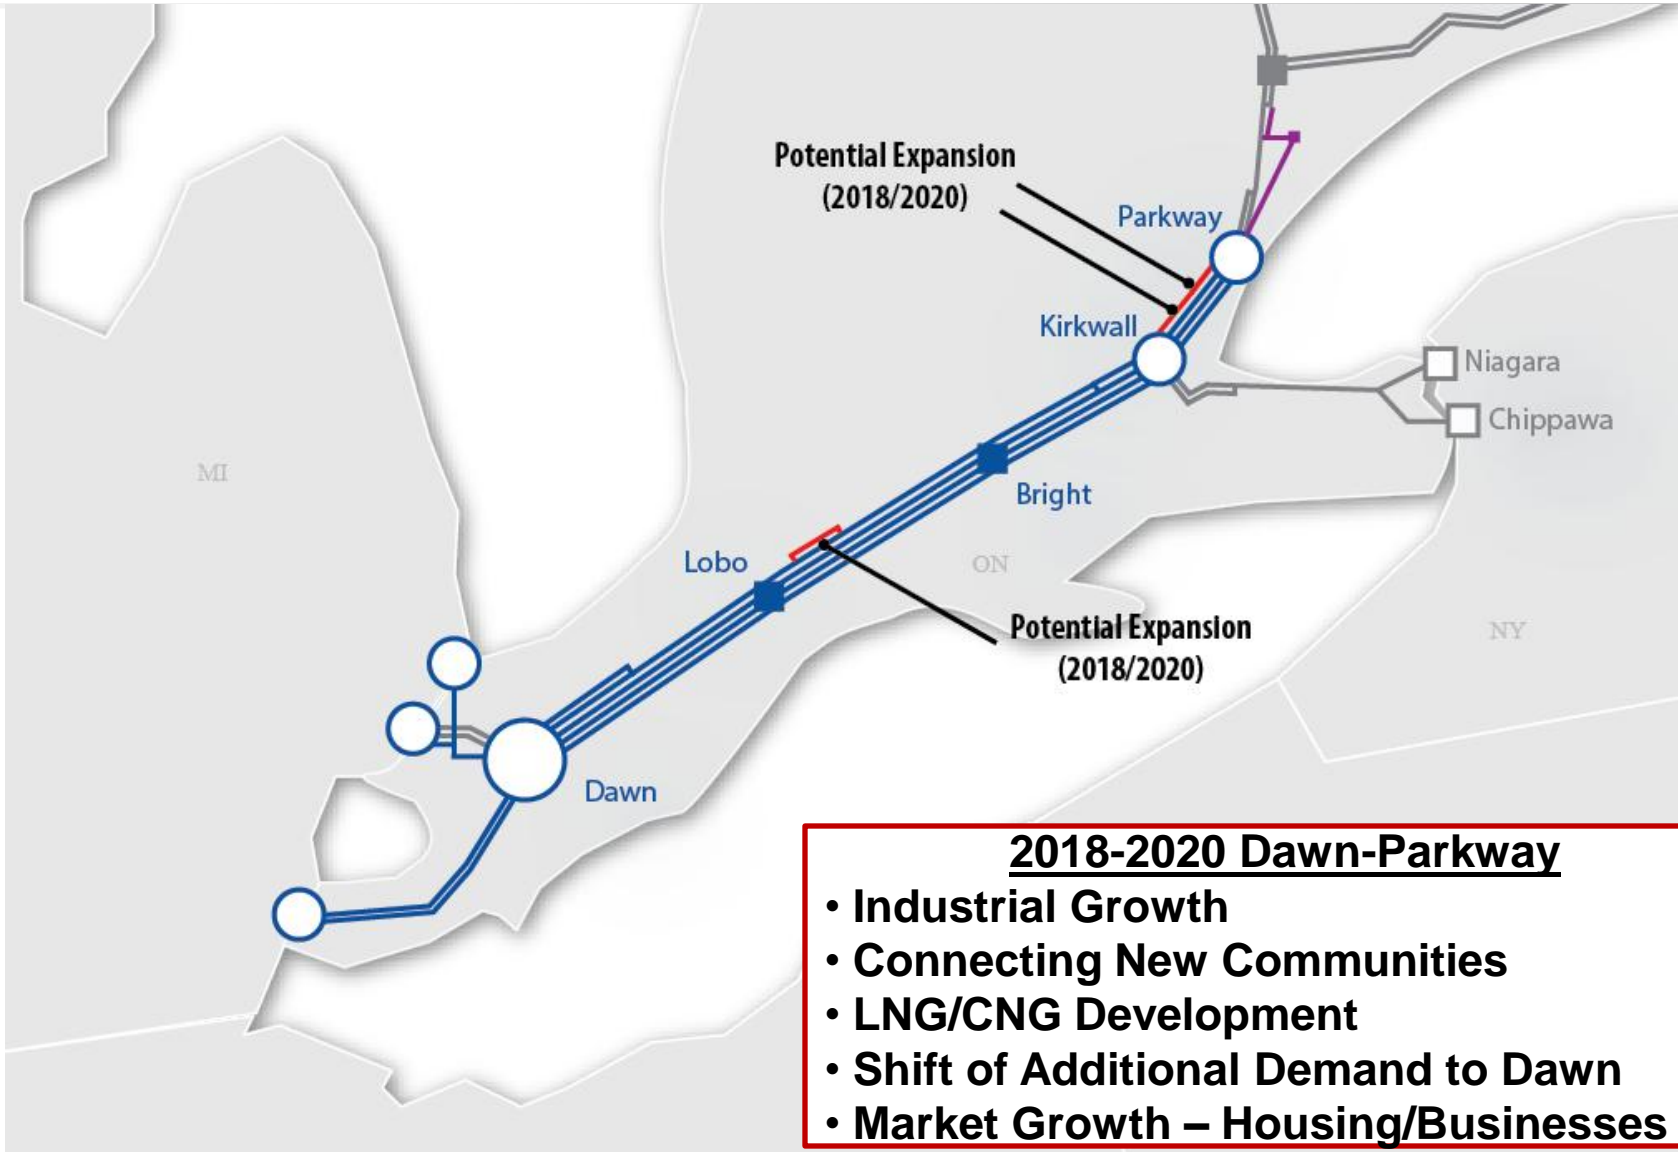 Potential Expansion
(2018/2020)
Parkway
Kirkwall
Niagara
Chippawa
MI
Bright
Lobo
ON
Potential Expansion
(2018/2020)
NY
Dawn
2018-2020 Dawn-Parkway
• Industrial Growth
• Connecting New Communities
• LNG/CNG Development
• Shift of Additional Demand to Dawn
• Market Growth – Housing/Businesses